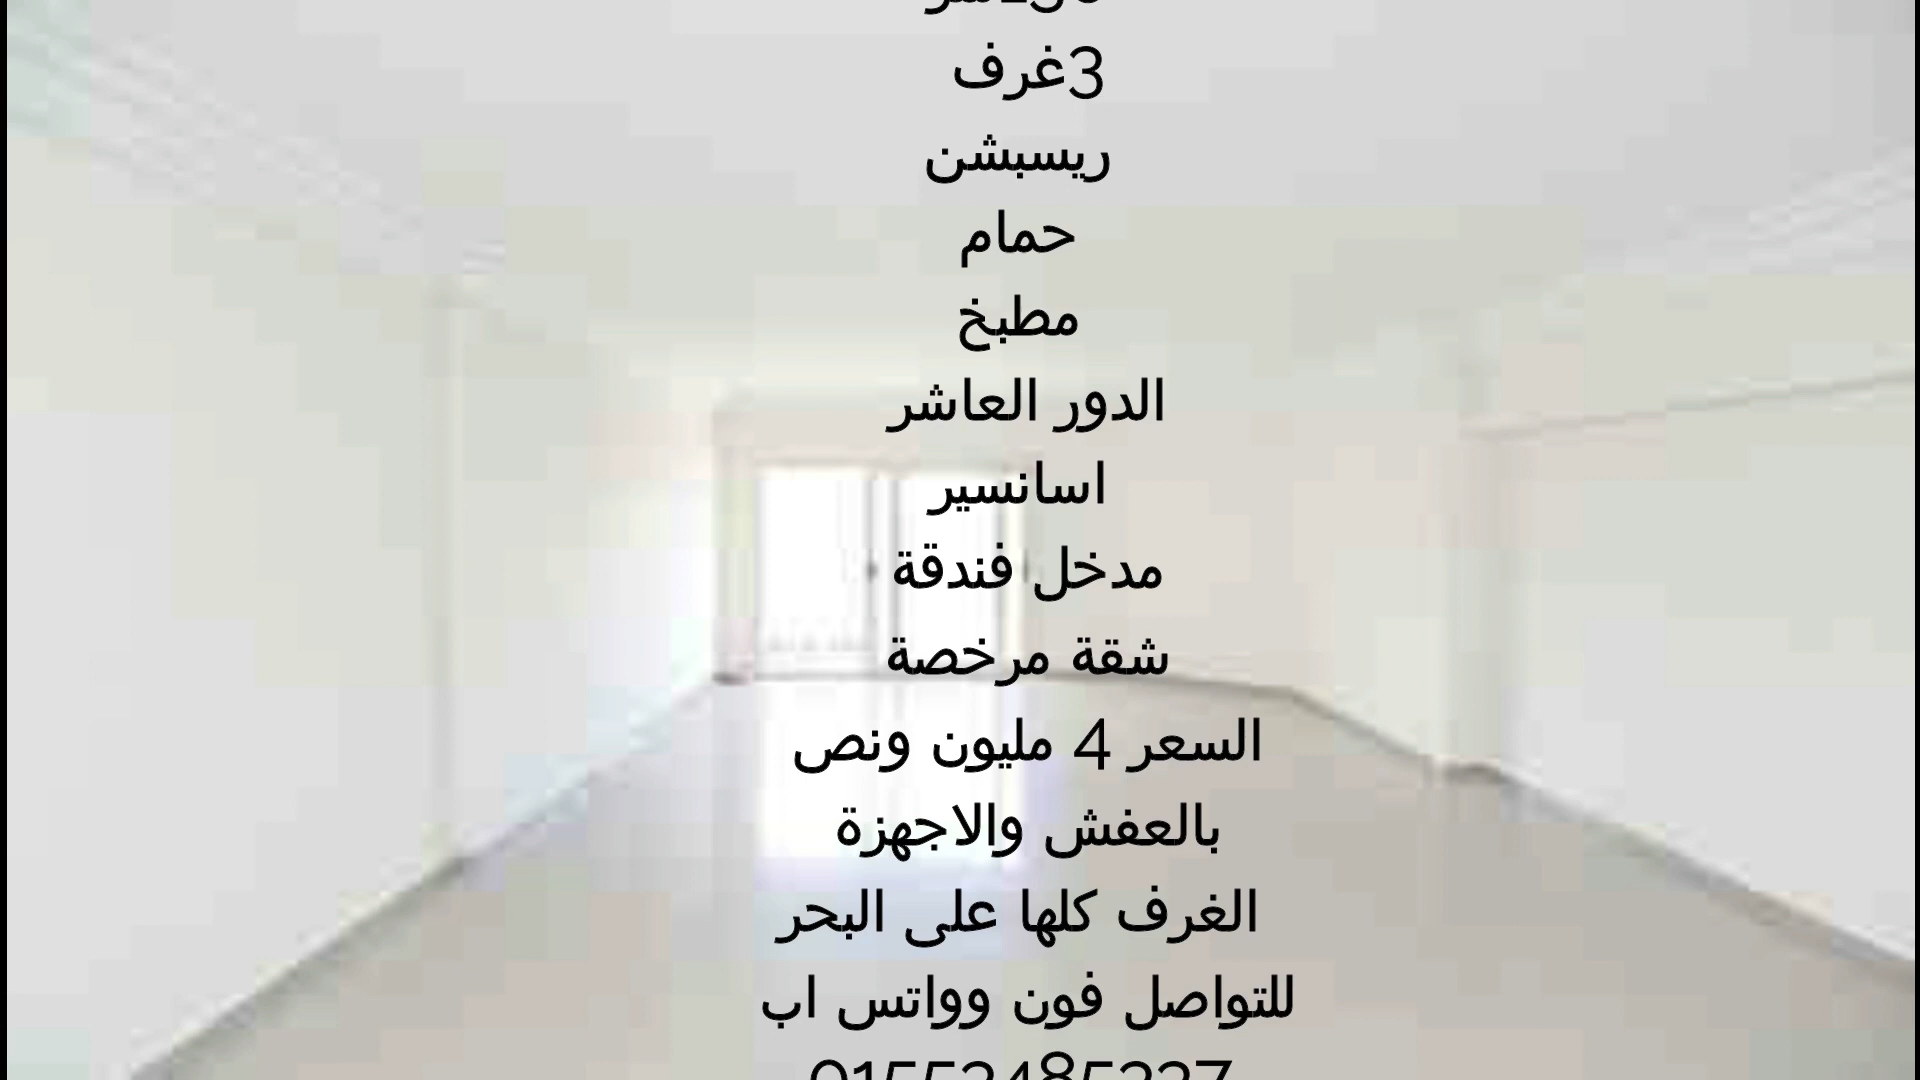 3غرف
ريسبشن
حمام
مطبخ
الدور العاشر
اسانسير
مدخل فندقة
شقة مرخصة
السعر 4 مليون ونص
بالعفش والاجهزة
الغرف كلها على البحر
للتواصل فون وواتس اب